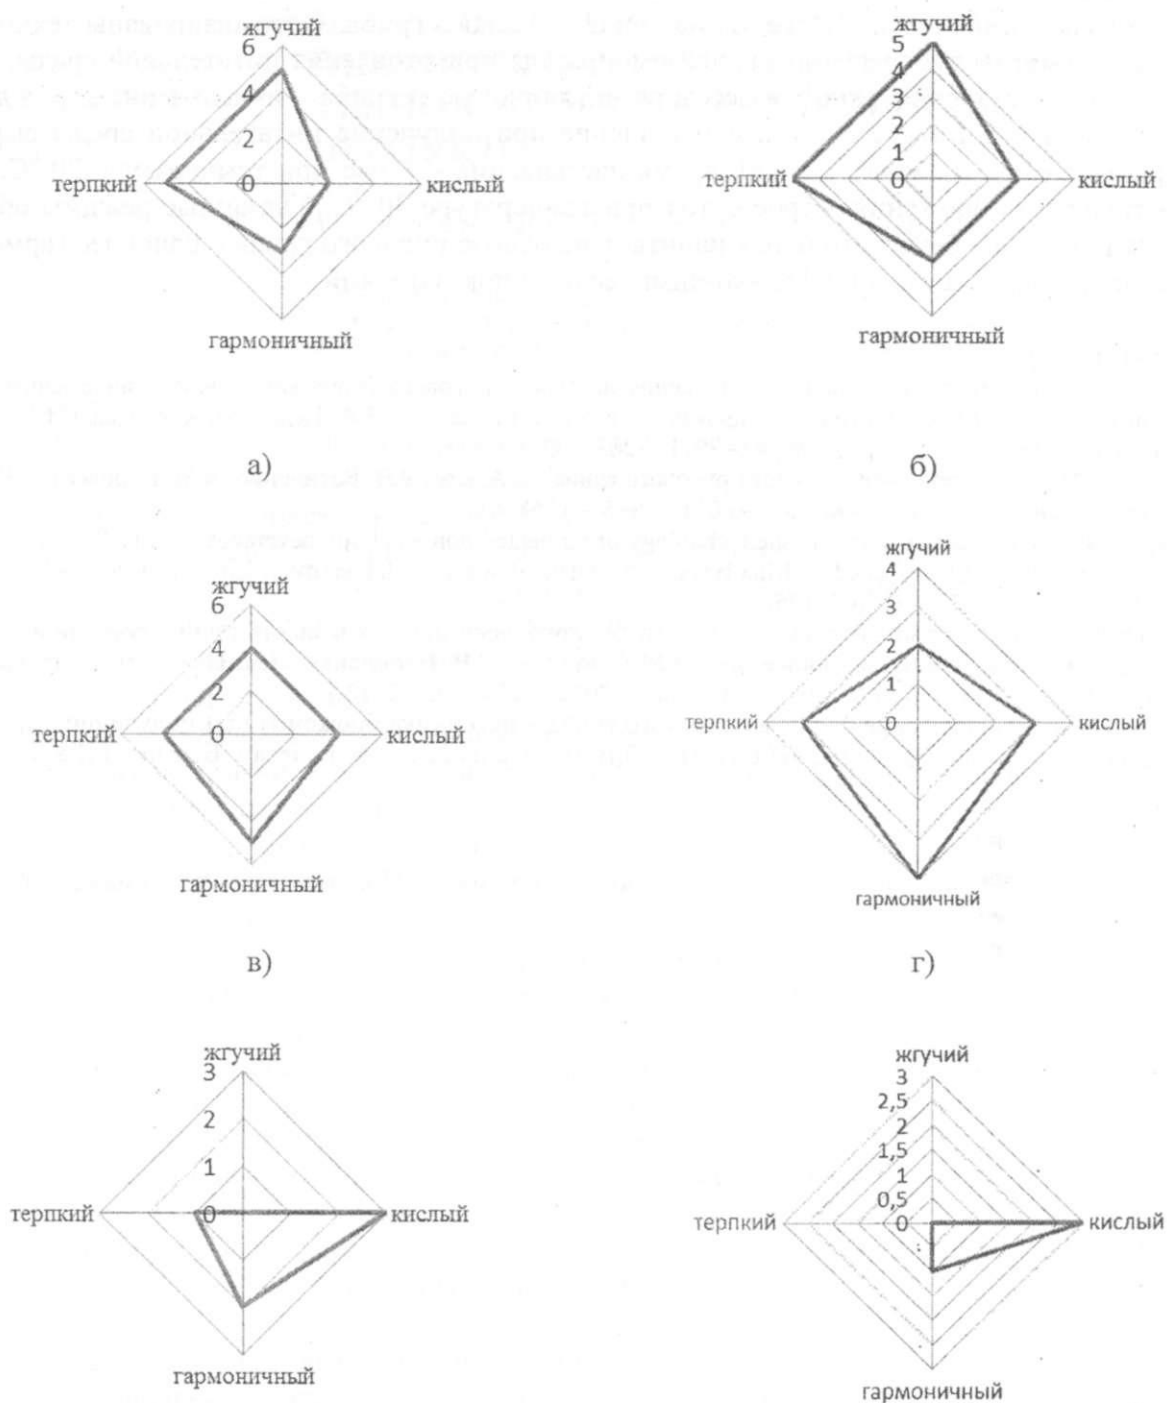 жгучий
6
4
2
0
терпкий
кислый
гармоничный
а)
жгучий
5
4
3
2
1
0
терпкий
кислый
гармоничный
б)
жгучий
6
4
2
0
терпкий
кислый
гармоничный
в)
жгучий
4
3
2
1
0
терпкий
кислый
гармоничный
г)
жгучий
3
2
1
0
терпкий
кислый
гармоничный
жгучий
3
2,5
2
1,5
1
0,5
0
терпкий
кислый
гармоничный